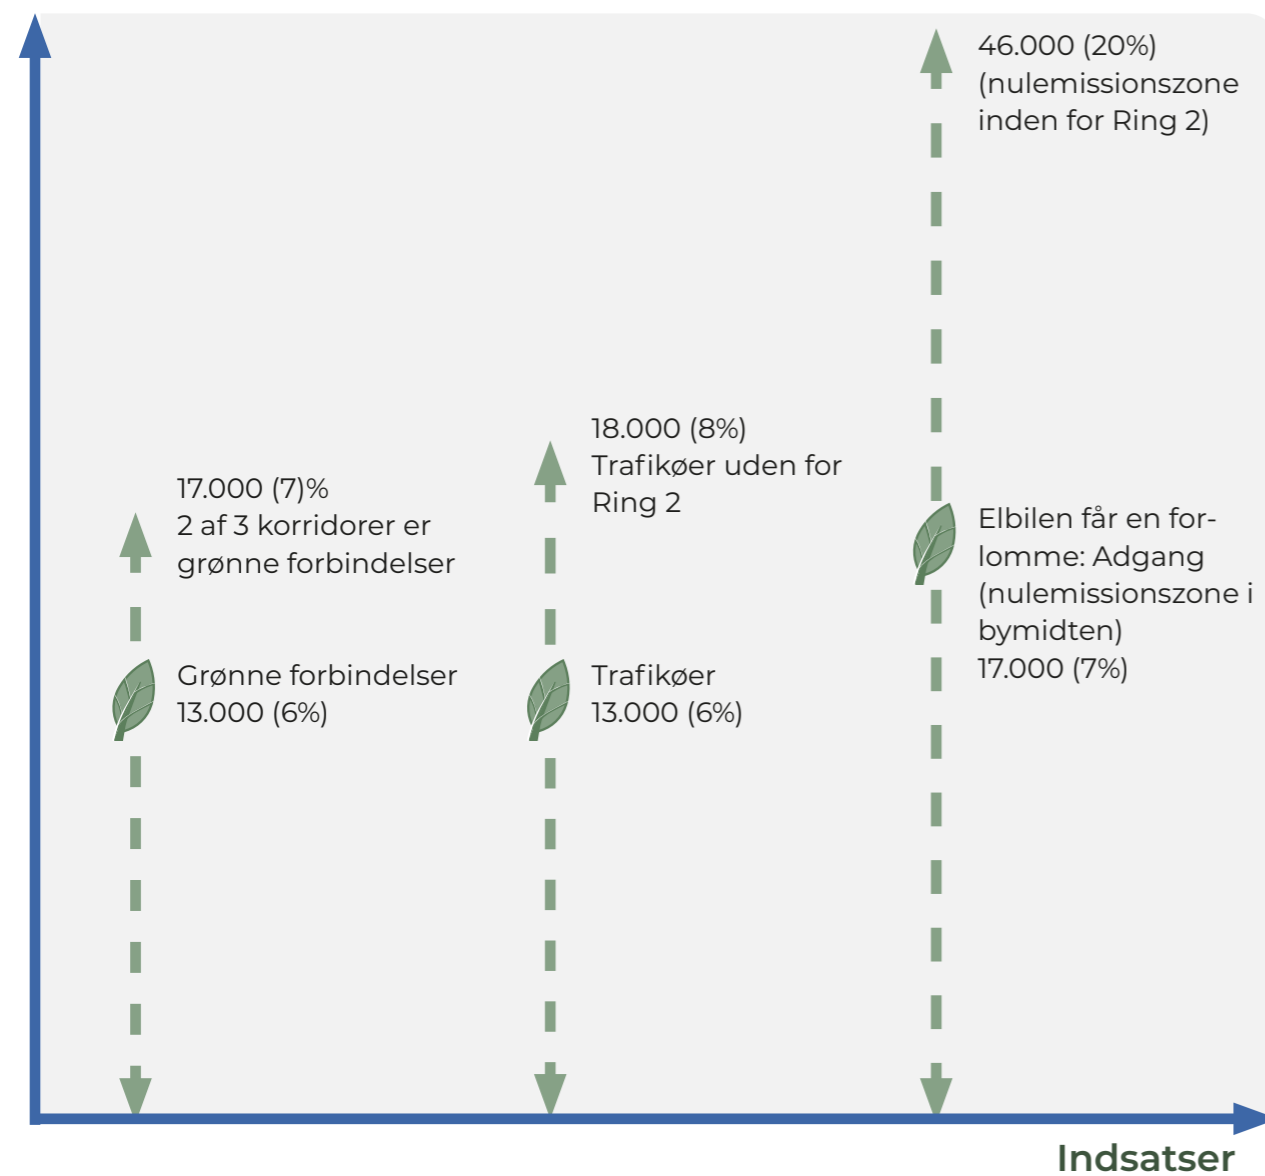 46.000 (20%)
(nulemissionszone
inden for Ring 2)
18.000 (8%)
Trafikøer uden for
Ring 2
17.000 (7)%
2 af 3 korridorer er
grønne forbindelser
Elbilen får en for-
lomme: Adgang
(nulemissionszone i
bymidten)
17.000 (7%)
Grønne forbindelser
13.000 (6%)
Trafikøer
13.000 (6%)
Indsatser